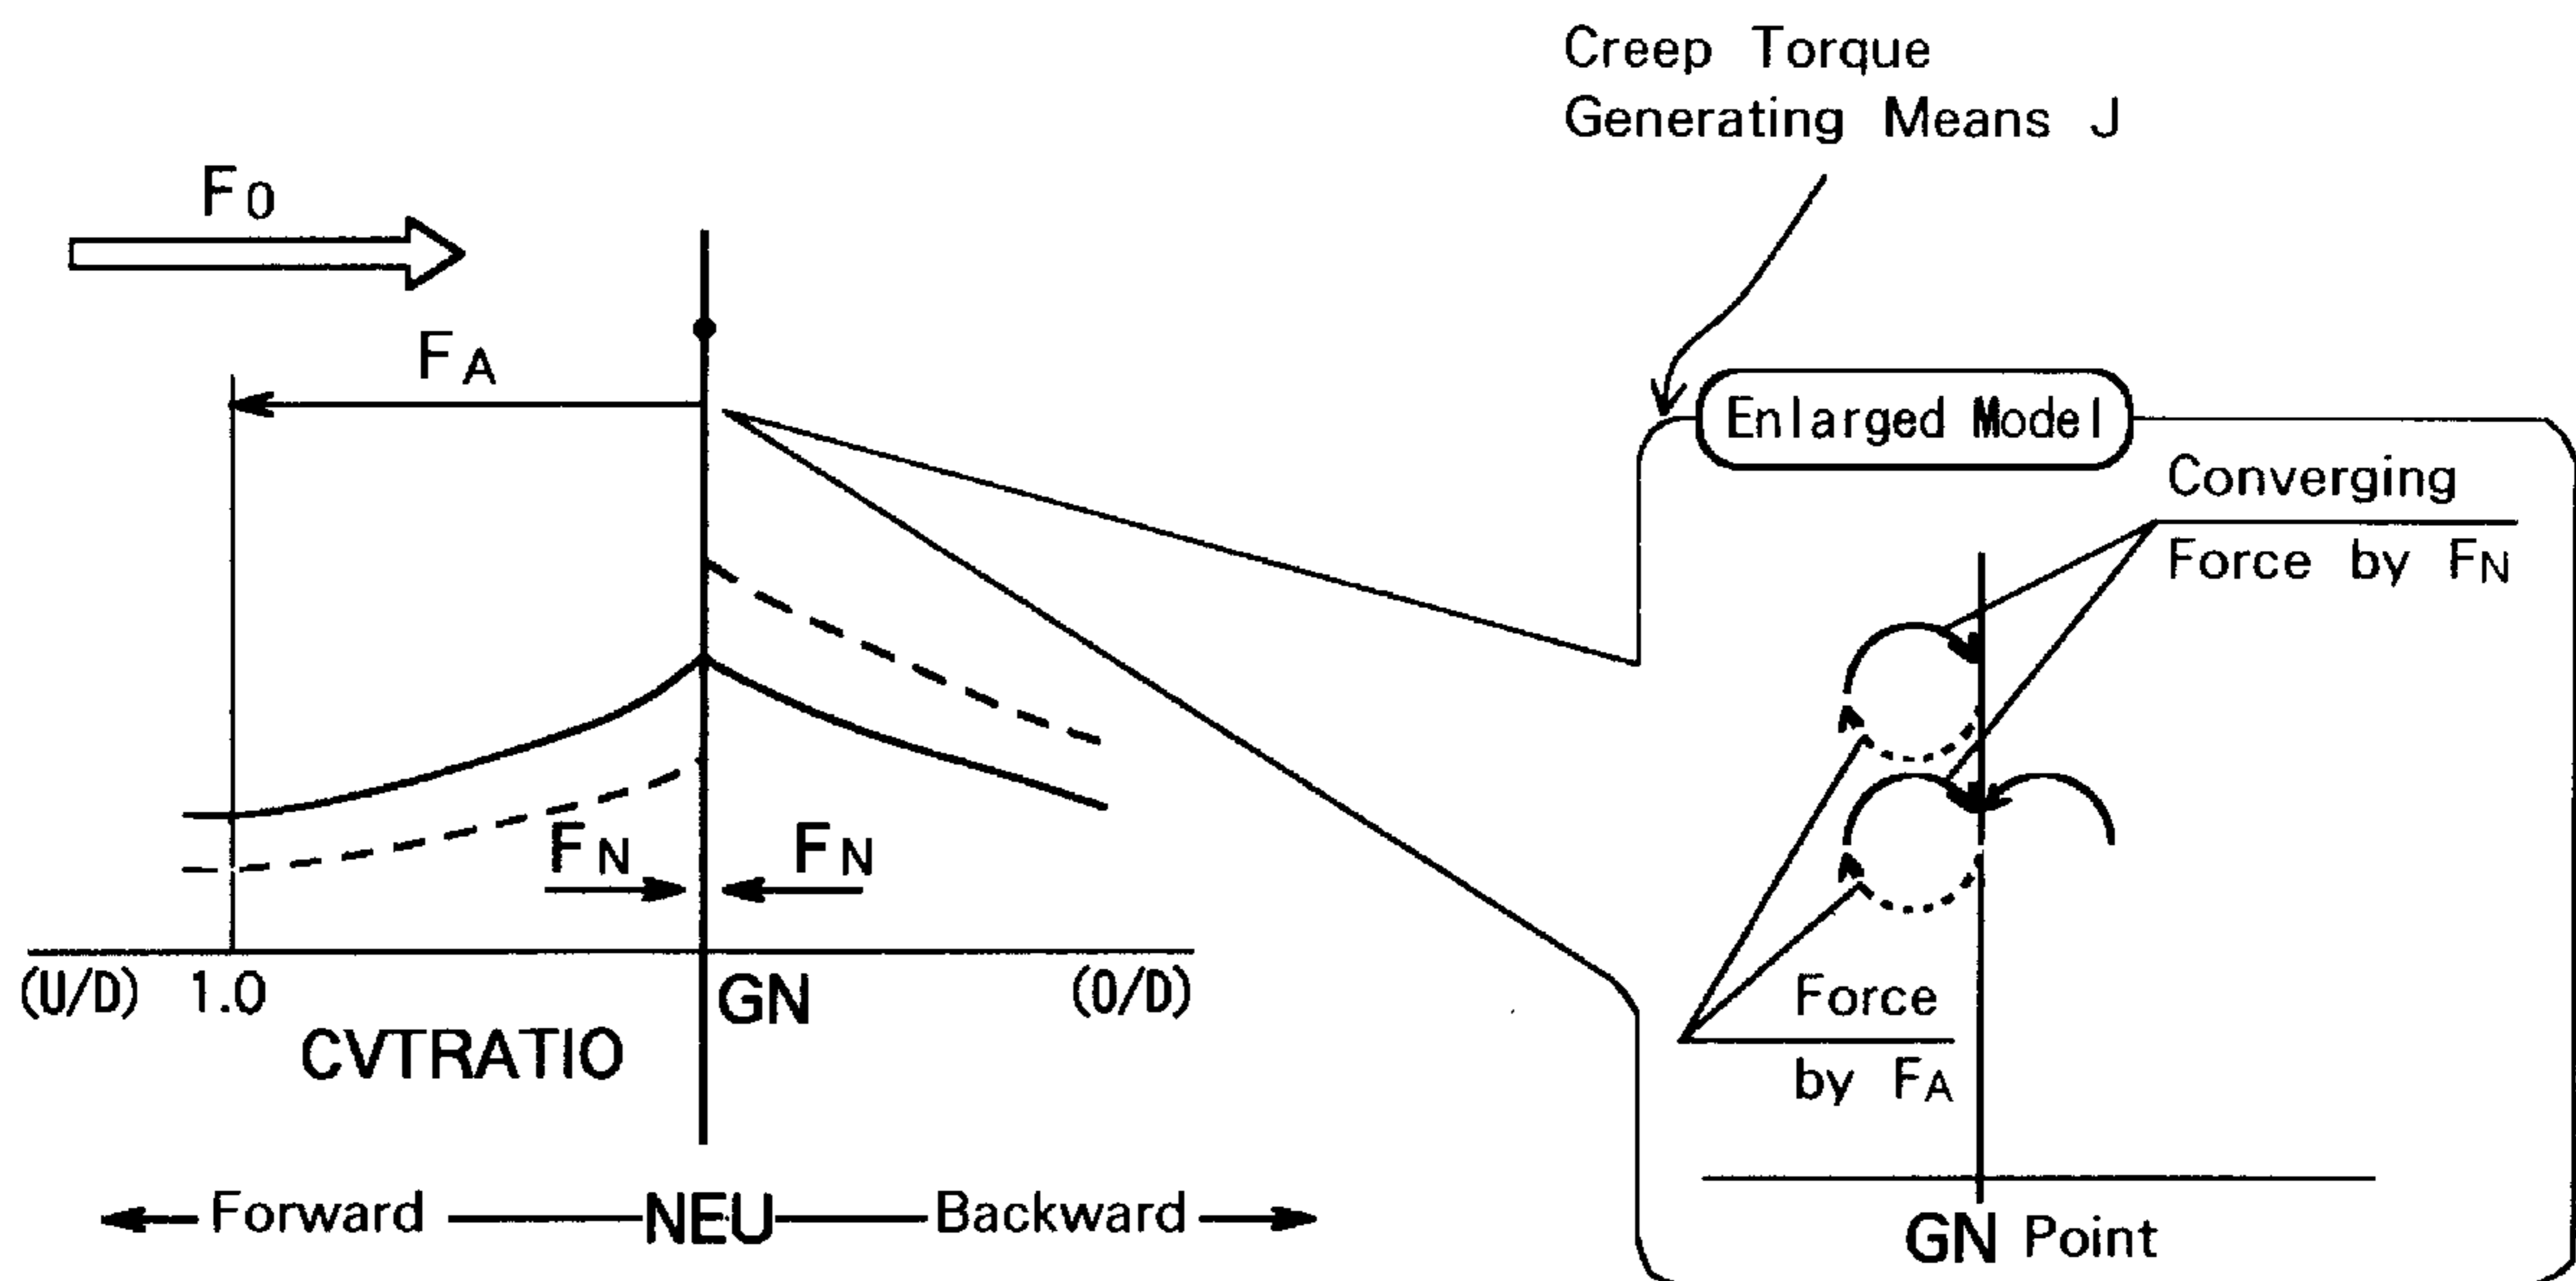 Creep Torque
Generating Means J
F0
FA
Enlarged Model
Converging
Force by FN
FN FN
(U/D) 1.0 GN (O/D)
CVTRATIO
Force
by FA
Forward NEU Backward
GN Point